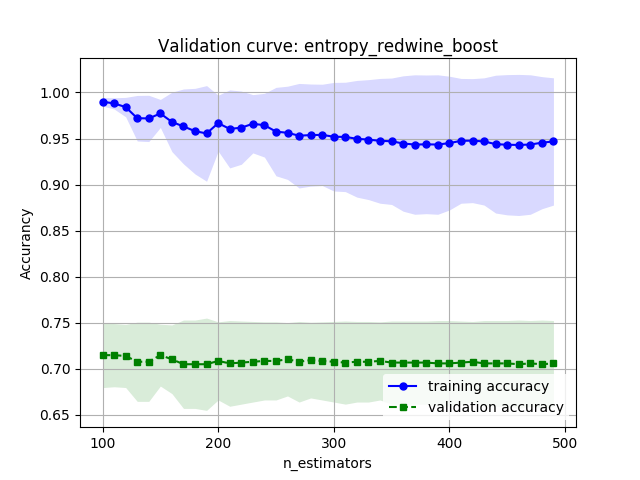 Validation curve: entropy_redwine_boost
1.00
0.95
0.90
0.85
0.80
0.75
0.70
0.65
Accurancy
100
200
300
400
500
n_estimators
training accuracy
validation accuracy